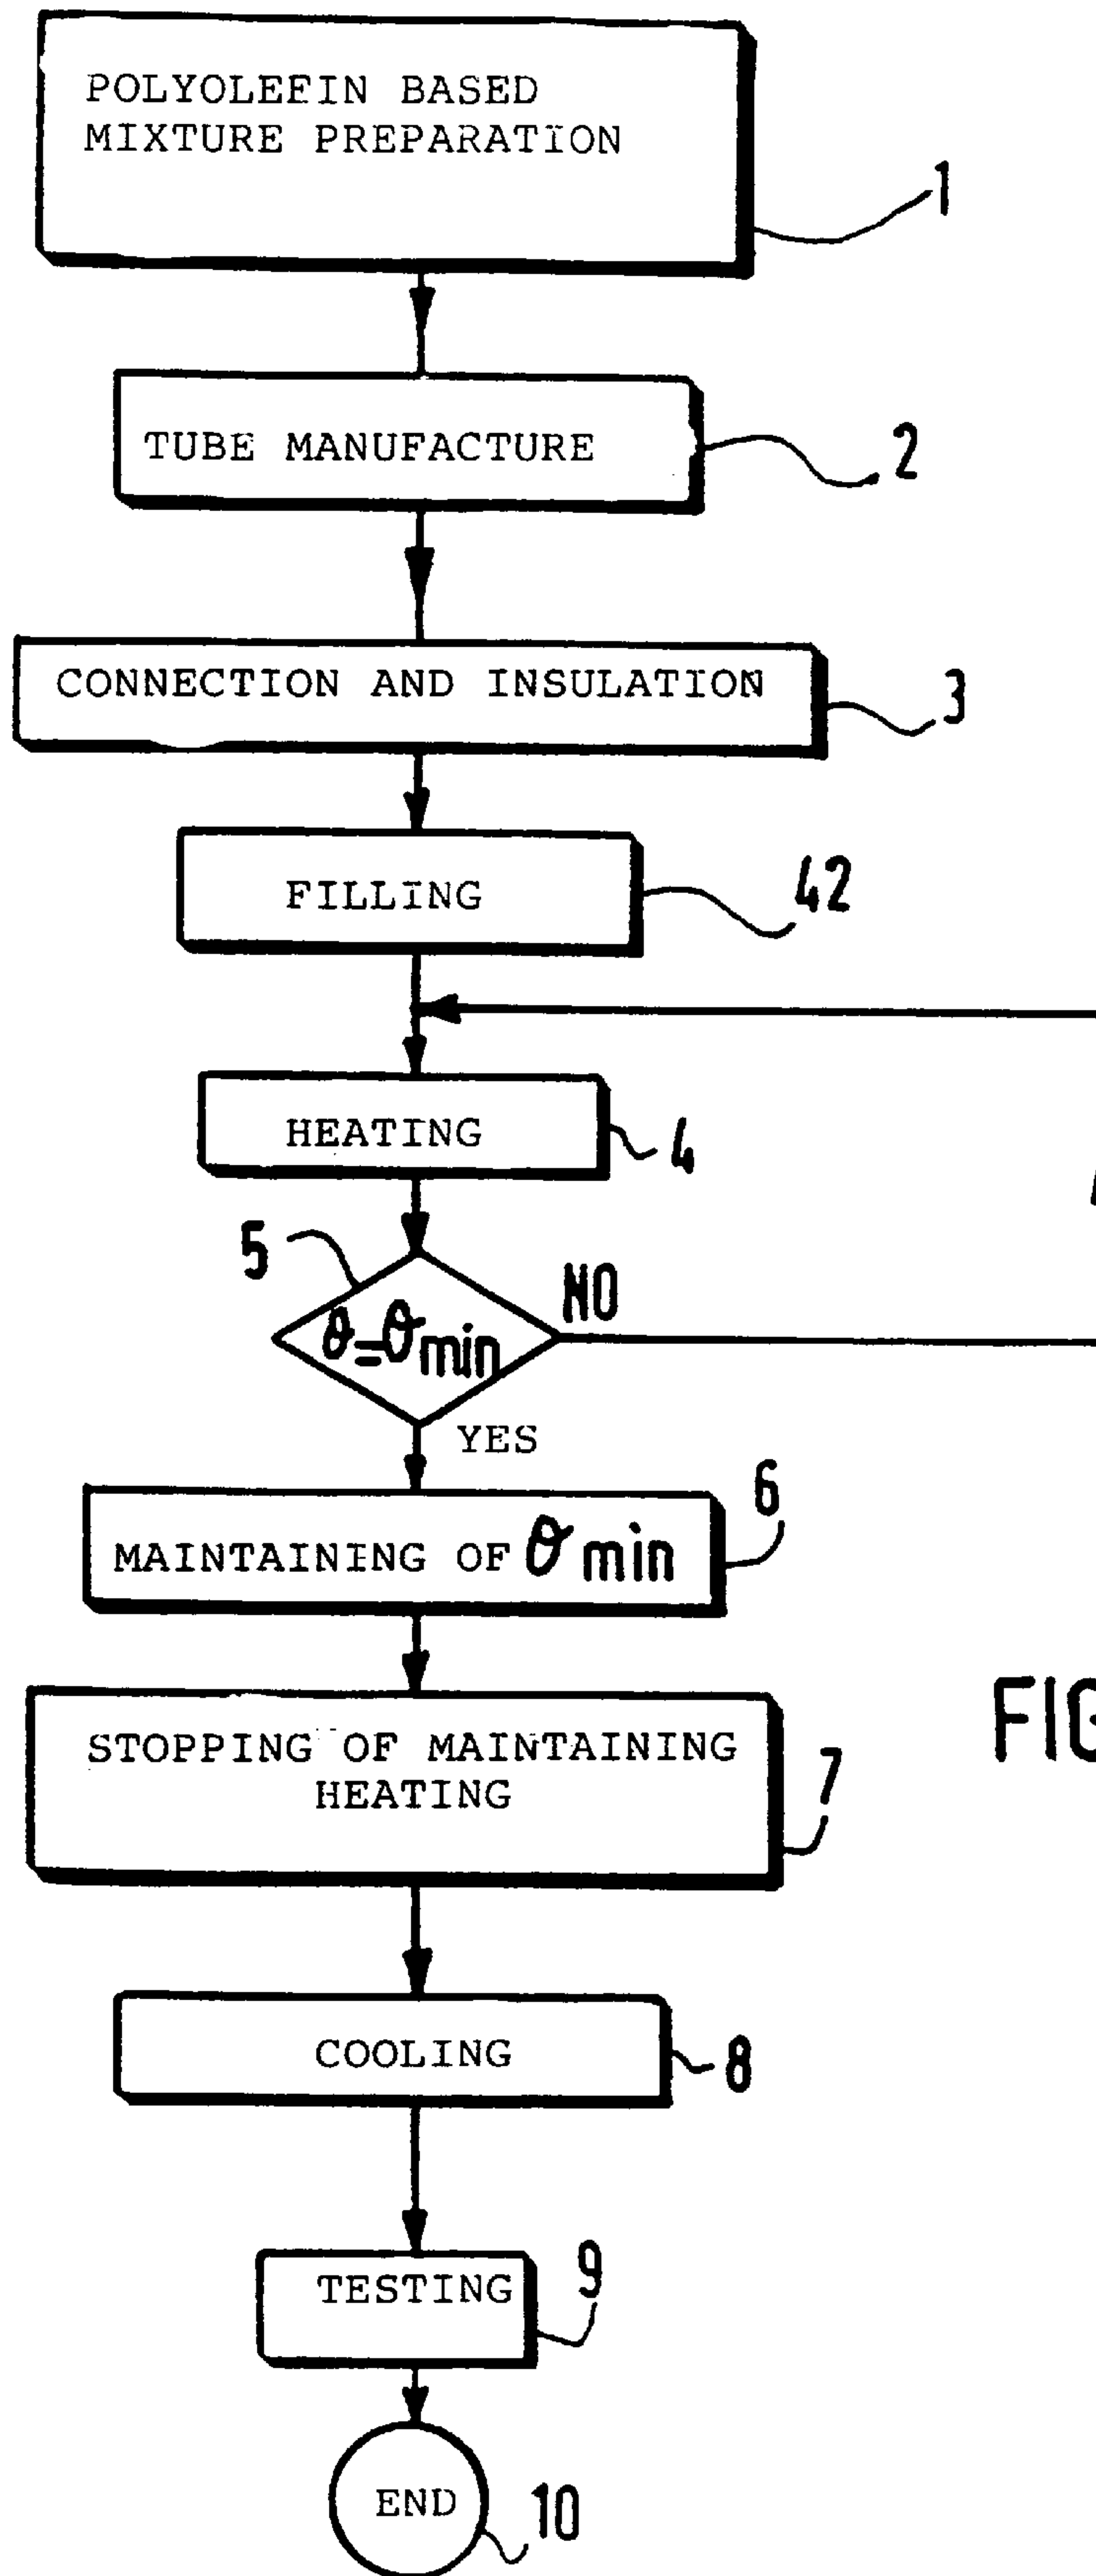 POLYOLEFIN BASED
MIXTURE PREPARATION
1
TUBE MANUFACTURE
2
CONNECTION AND INSULATION
3
FILLING
42
HEATING
4
5
θ=θmin
NO
YES
6
MAINTAINING OF θ min
STOPPING OF MAINTAINING
HEATING
7
COOLING
8
TESTING
9
END
10